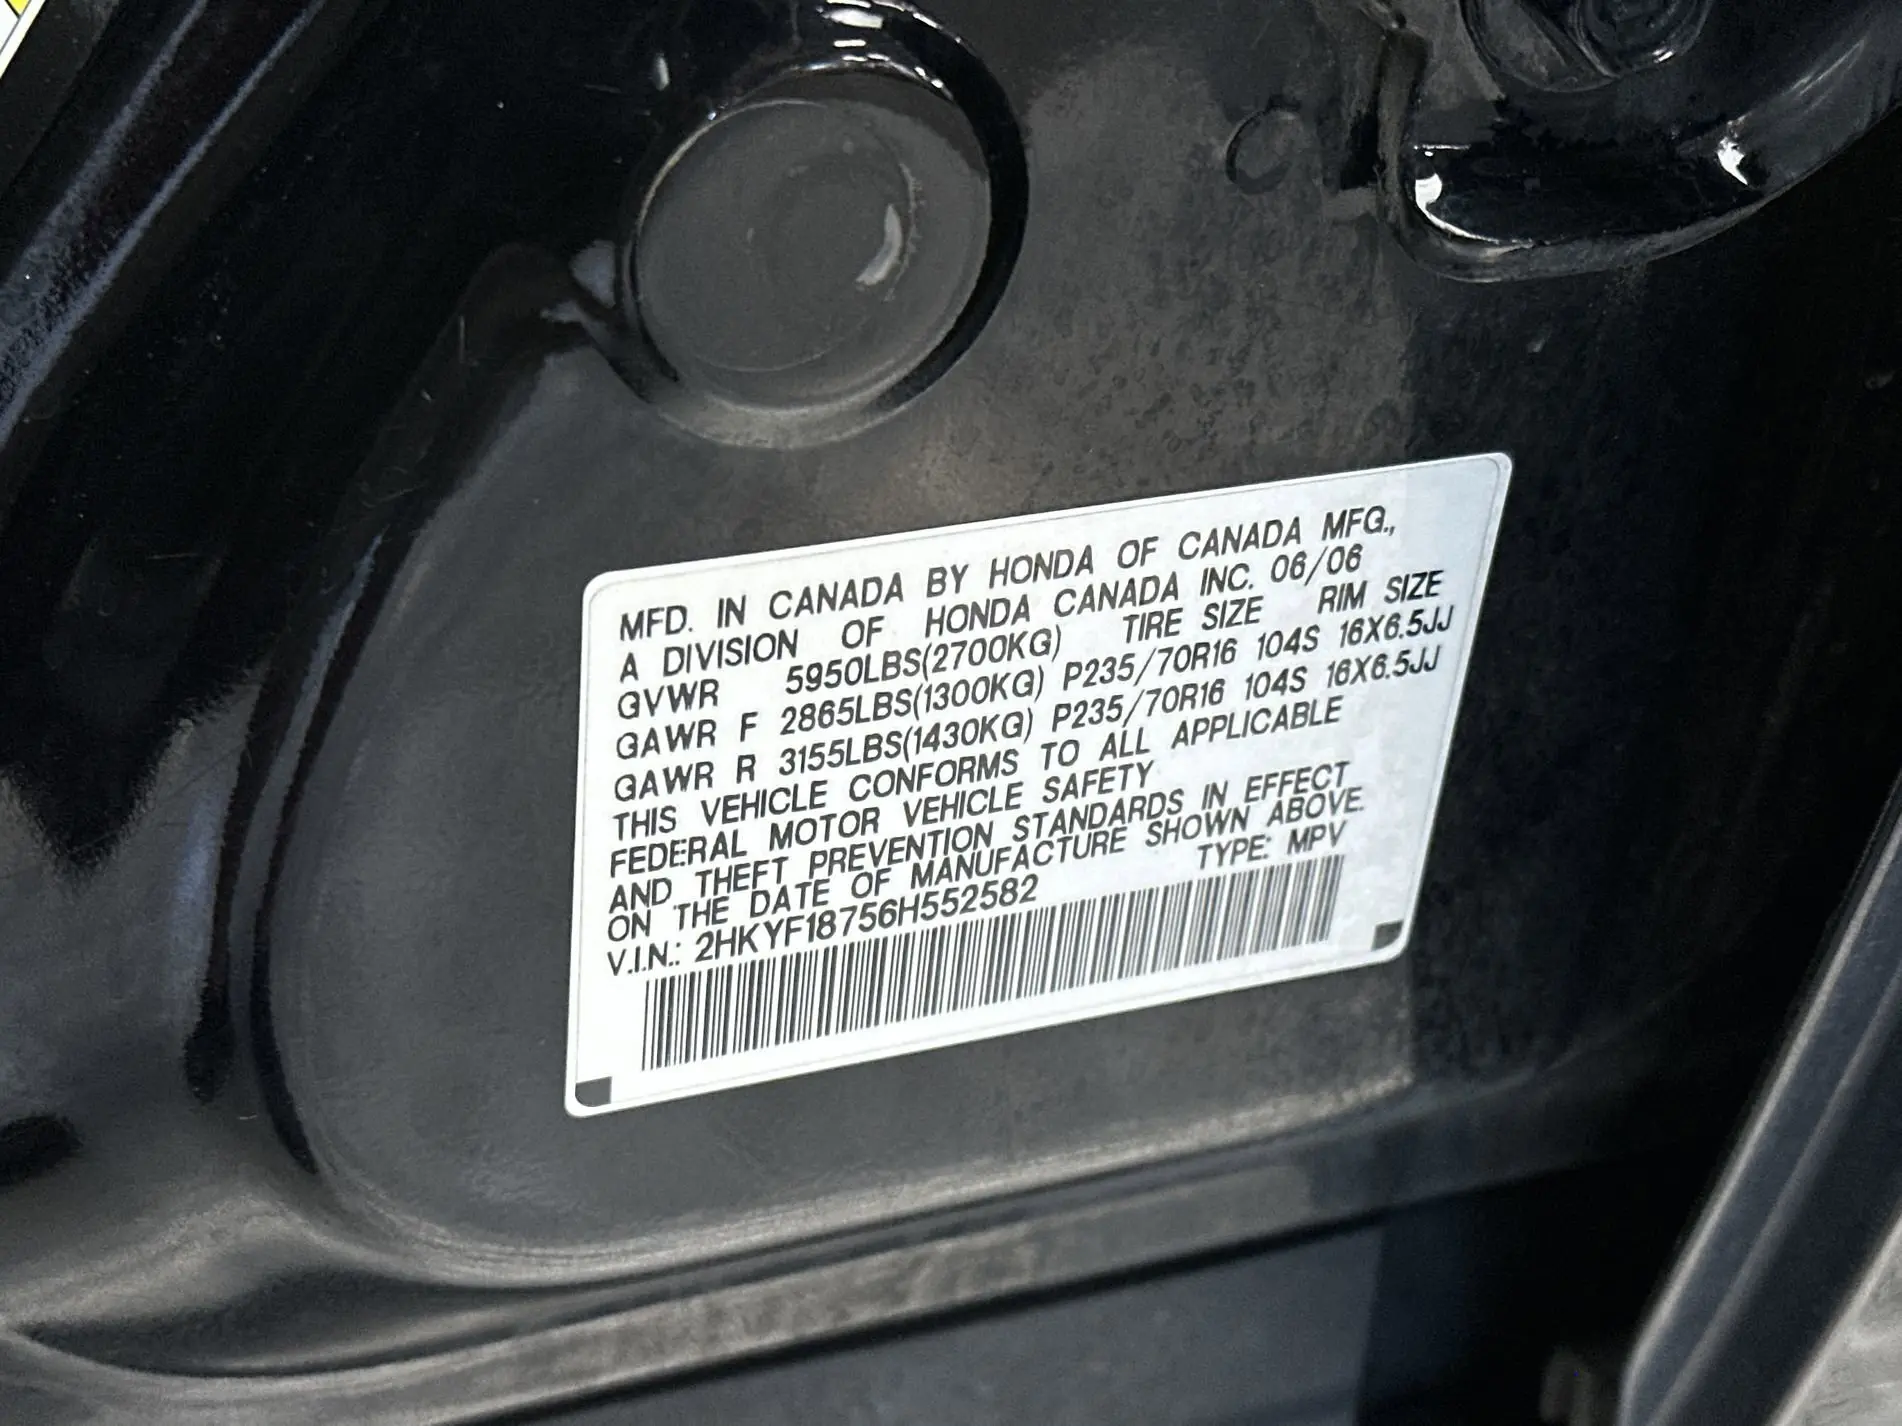 MFD. IN CANADA BY HONDA OF CANADA MFG.,
A DIVISION OF HONDA CANADA INC. 06/06
GVWR 5950LBS(2700KG) TIRE SIZE RIM SIZE
GAWR F 2865LBS(1300KG) P235/70R16 104S 16X6.5JJ
GAWR R 3155LBS(1430KG) P235/70R16 104S 16X6.5JJ
THIS VEHICLE CONFORMS TO ALL APPLICABLE
FEDERAL MOTOR VEHICLE SAFETY
AND THEFT PREVENTION STANDARDS IN EFFECT
ON THE DATE OF MANUFACTURE SHOWN ABOVE.
V.I.N.: 2HKYF18756H552582 TYPE: MPV